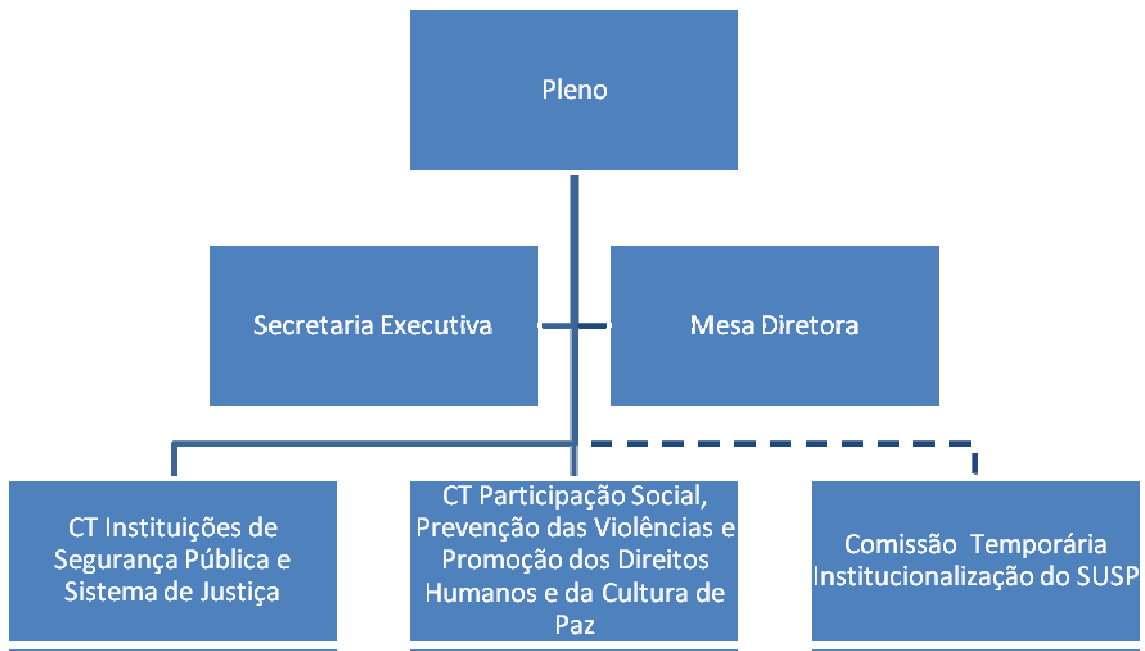 Pleno
Secretaria Executiva
Mesa Diretora
CT Instituições de
Segurança Pública e
Sistema de Justiça
CT Participação Social,
Prevenção das Violências e
Promoção dos Direitos
Humanos e da Cultura de
Paz
Comissão Temporária
Institucionalização do SUSP